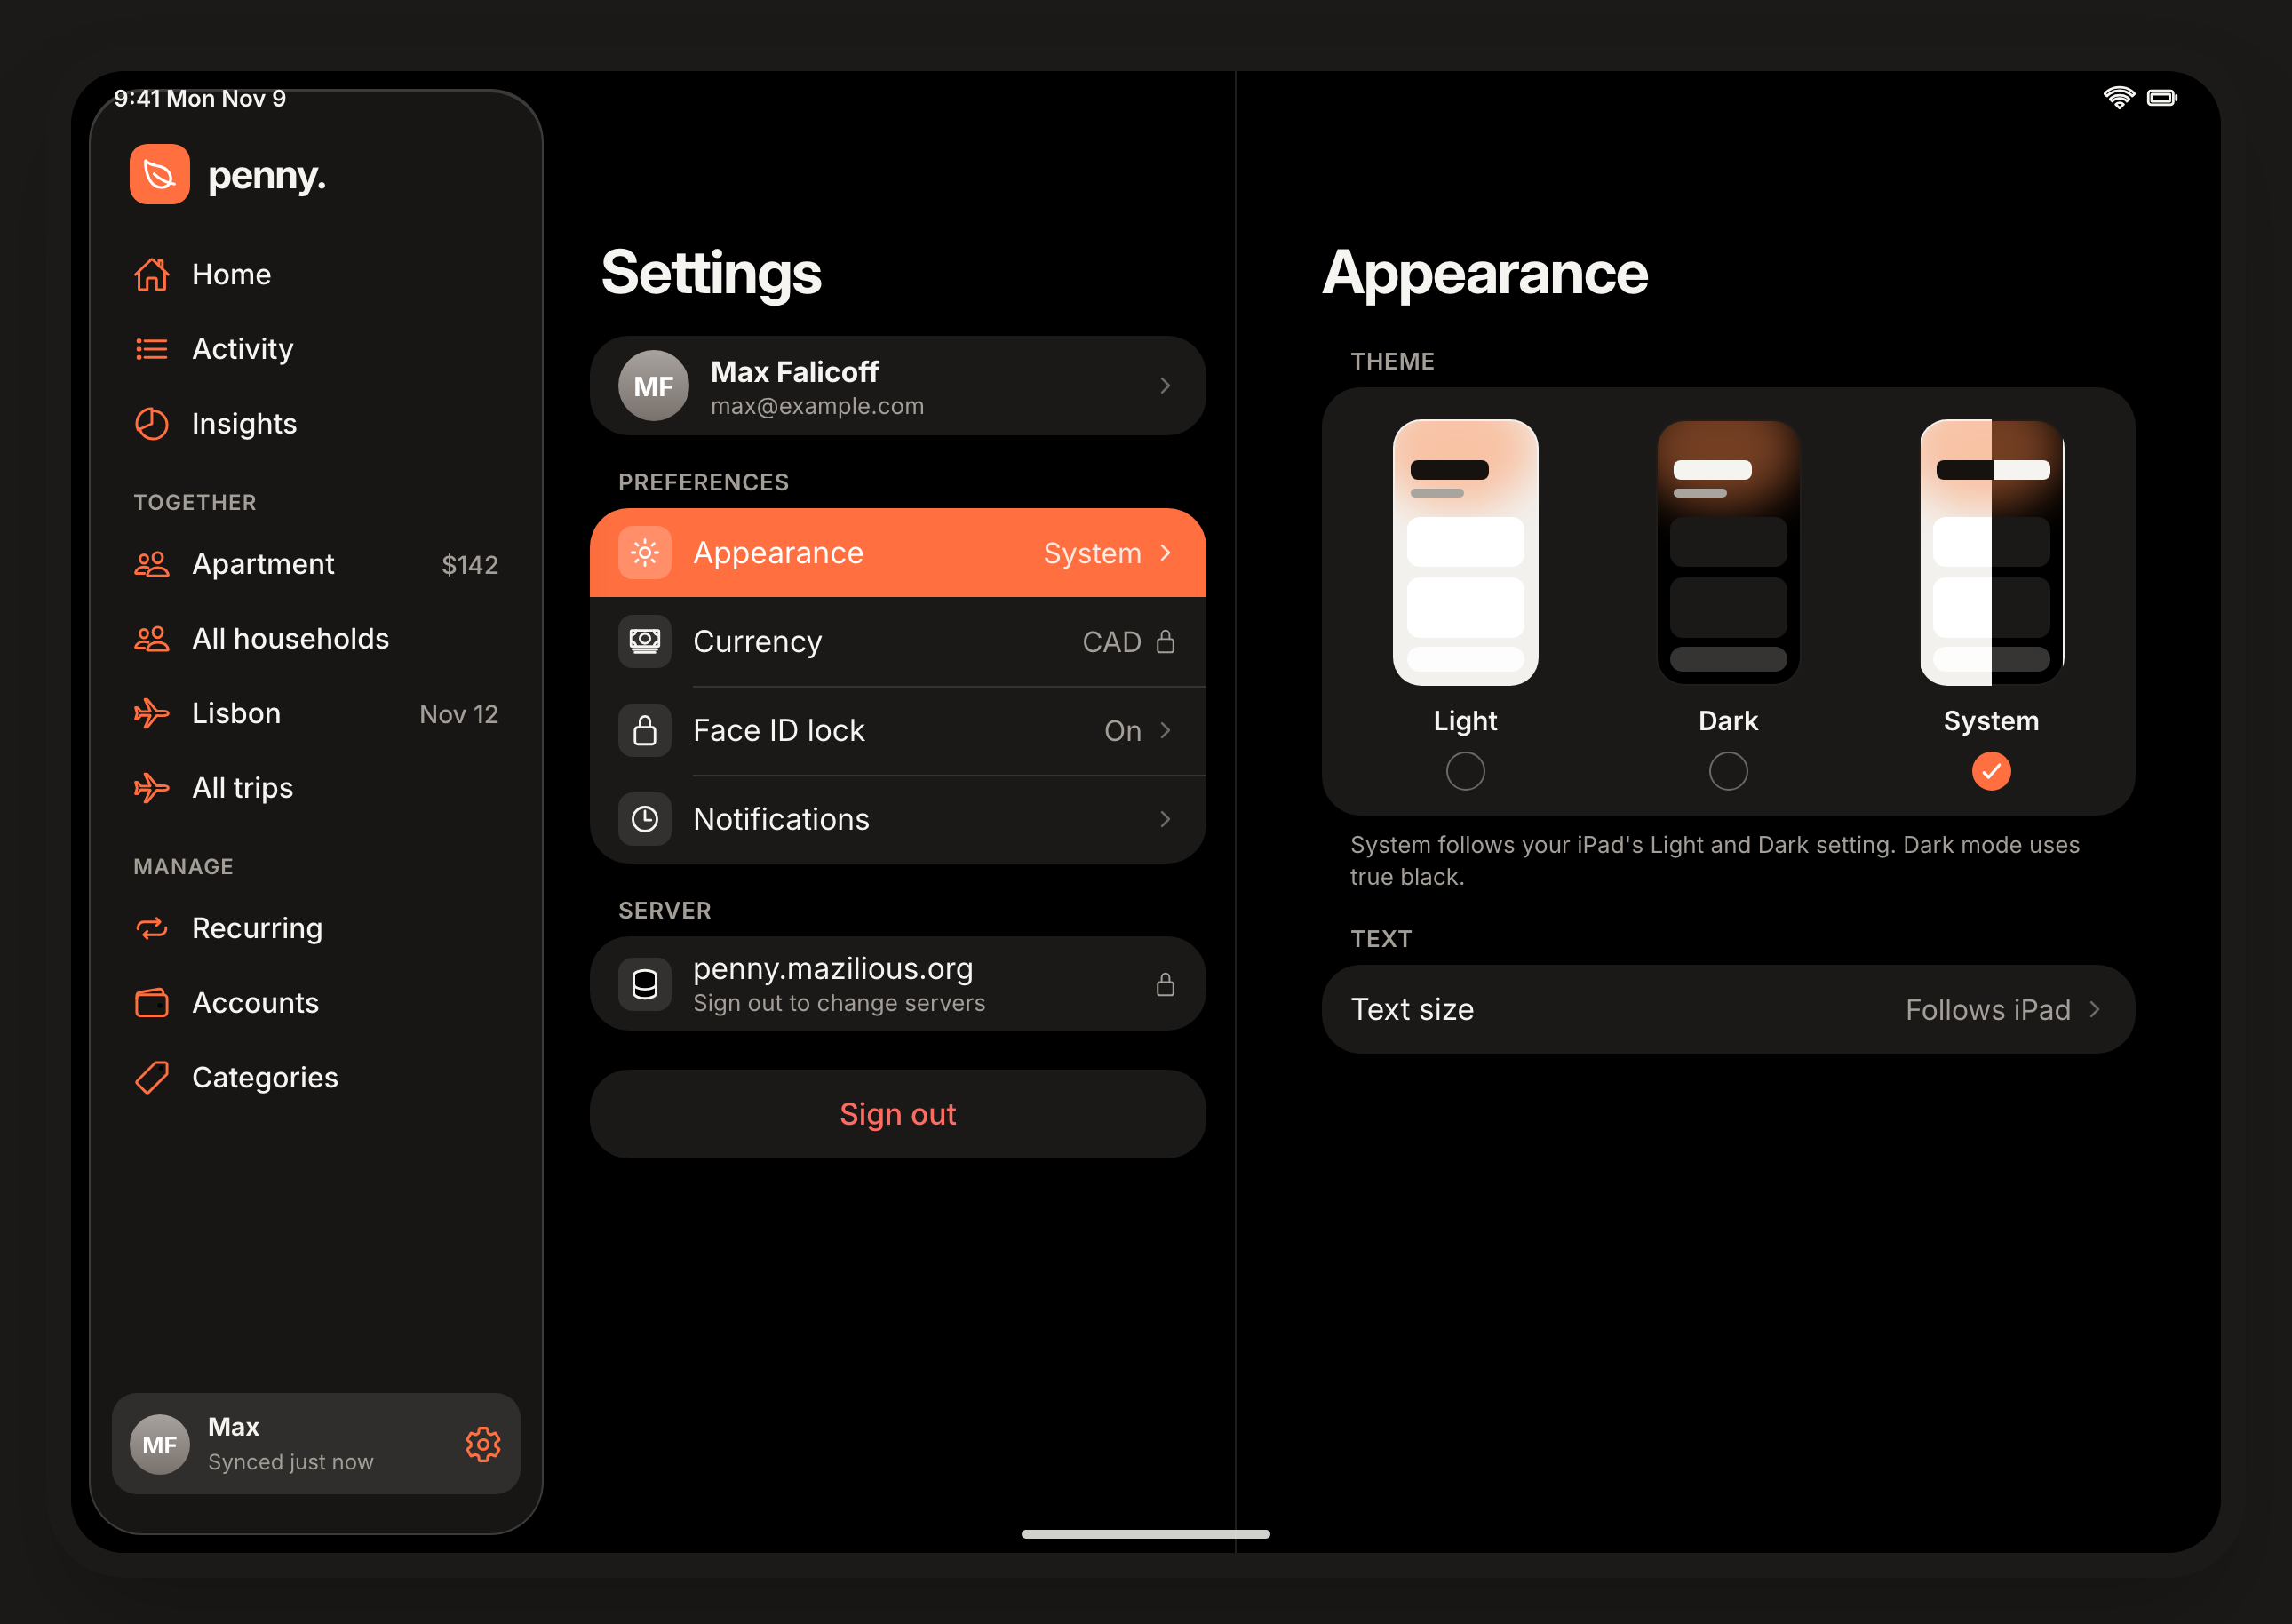 9:41 Mon Nov 9
penny.
Home
Activity
Insights
TOGETHER
Apartment $142
All households
Lisbon Nov 12
All trips
MANAGE
Recurring
Accounts
Categories
MF
Max
Synced just now
Settings
MF
Max Falicoff
max@example.com
PREFERENCES
Appearance System
Currency CAD
Face ID lock On
Notifications
SERVER
penny.mazilious.org
Sign out to change servers
Sign out
Appearance
THEME
Light Dark System
System follows your iPad's Light and Dark setting. Dark mode uses
true black.
TEXT
Text size Follows iPad